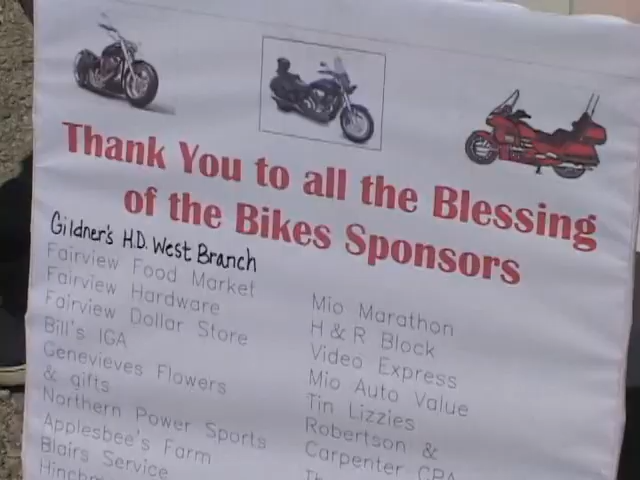 Thank You to all the Blessing
of the Bikes Sponsors
Gildner's H.D. West Branch
Fairview Food Market
Fairview Hardware
Fairview Dollar Store
Bill's IGA
Genevieves Flowers
& gifts
Northern Power Sports
Applesbee's Farm
Blairs Service
Mio Marathon
H & R Block
Video Express
Mio Auto Value
Tin Lizzies
Robertson &
Carpenter CPA